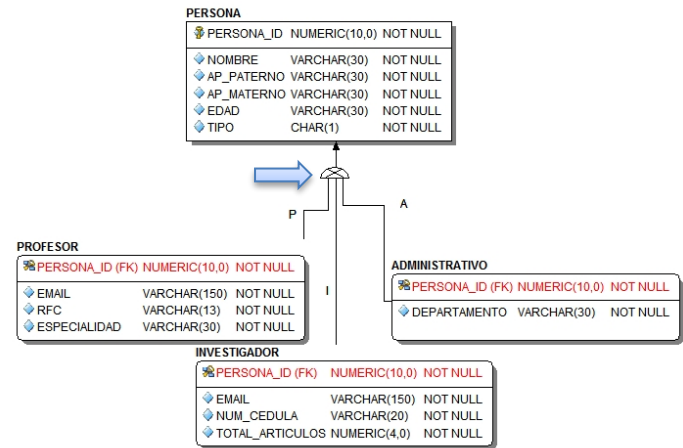 PERSONA
PERSONA_ID NUMERIC(10,0) NOT NULL
NOMBRE VARCHAR(30) NOT NULL
AP_PATERNO VARCHAR(30) NOT NULL
AP_MATERNO VARCHAR(30) NOT NULL
EDAD VARCHAR(30) NOT NULL
TIPO CHAR(1) NOT NULL
P
A
I
PROFESOR
PERSONA_ID (FK) NUMERIC(10,0) NOT NULL
EMAIL VARCHAR(150) NOT NULL
RFC VARCHAR(13) NOT NULL
ESPECIALIDAD VARCHAR(30) NOT NULL
ADMINISTRATIVO
PERSONA_ID (FK) NUMERIC(10,0) NOT NULL
DEPARTAMENTO VARCHAR(30) NOT NULL
INVESTIGADOR
PERSONA_ID (FK) NUMERIC(10,0) NOT NULL
EMAIL VARCHAR(150) NOT NULL
NUM_CEDULA VARCHAR(20) NOT NULL
TOTAL_ARTICULOS NUMERIC(4,0) NOT NULL